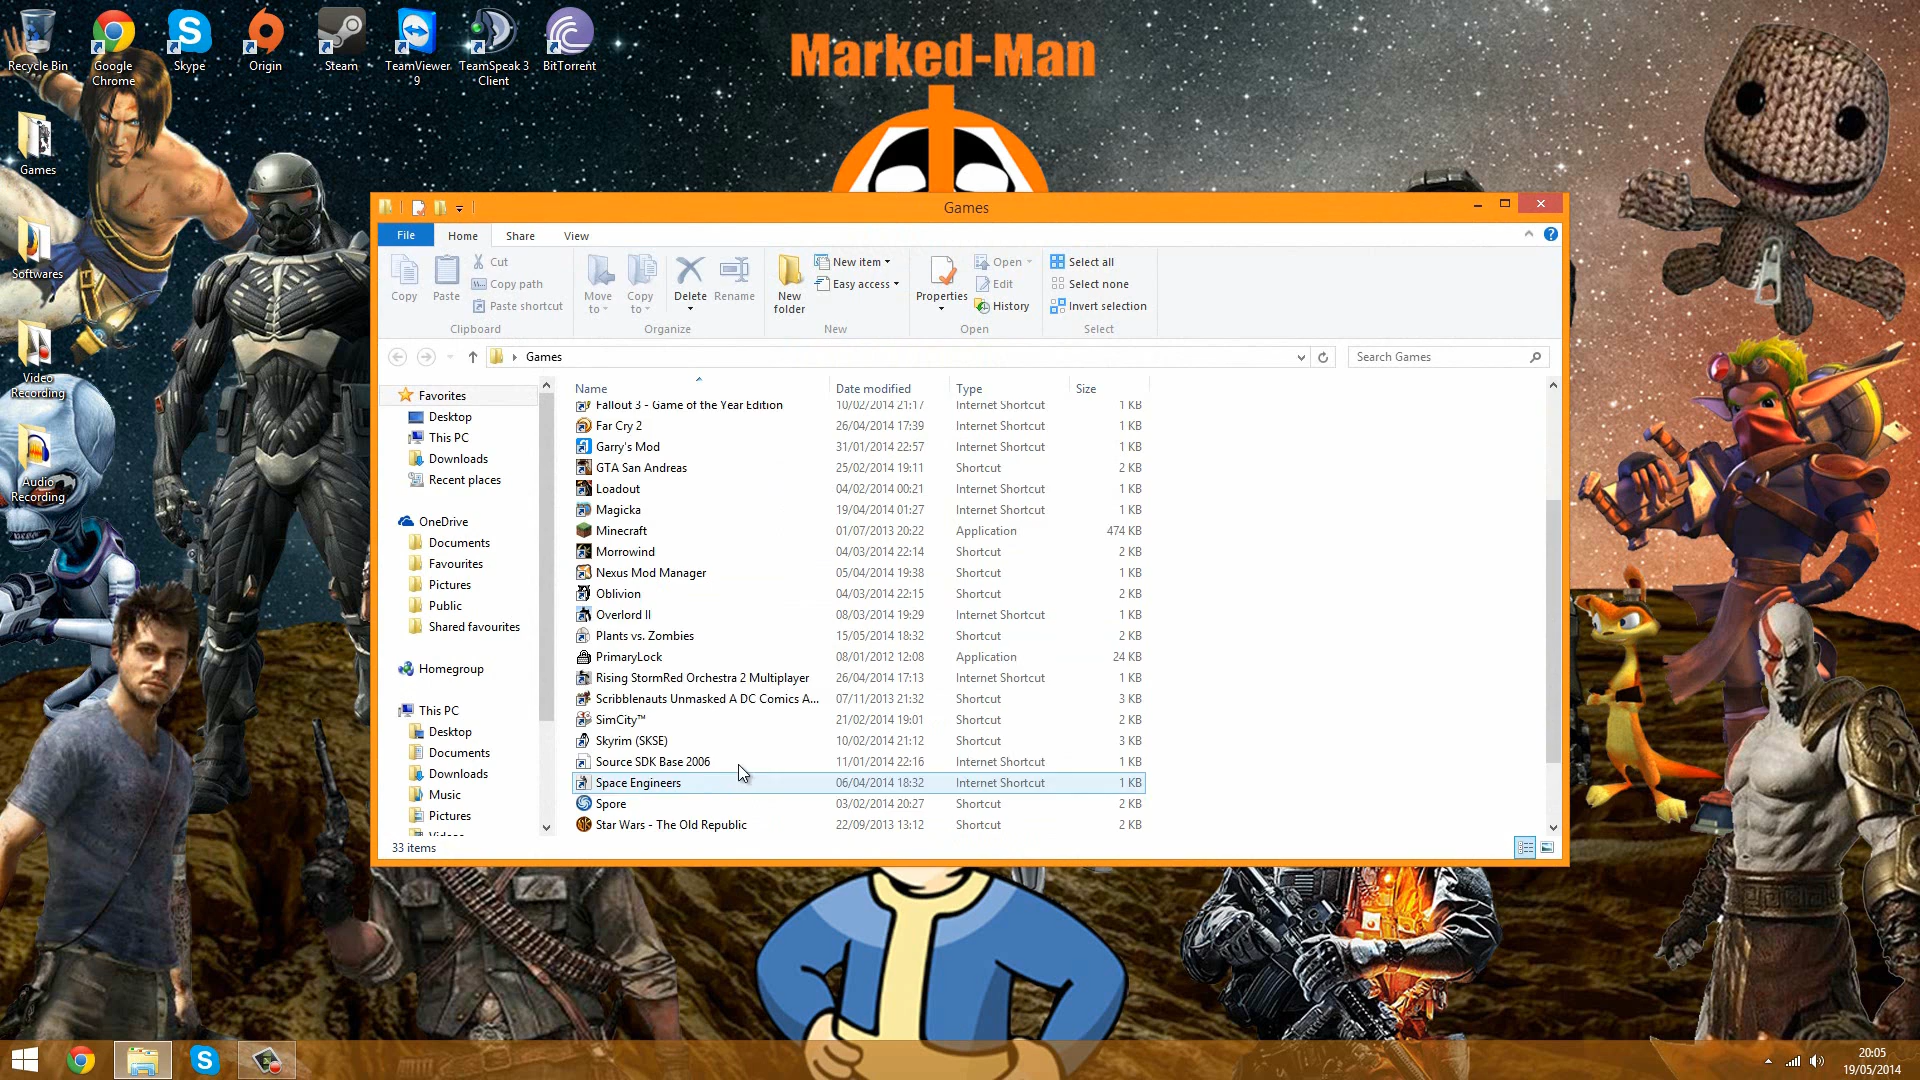 Marked-Man
Recycle Bin
Google
Chrome
Skype
Origin
Steam
TeamViewer
9
TeamSpeak 3
Client
BitTorrent
Games
Softwares
Video
Recording
Audio
Recording
Games
File Home Share View
Copy
Paste
Cut
Copy path
Paste shortcut
Clipboard
Move
to
Copy
to
Delete
Rename
Organize
New
folder
New item
Easy access
New
Properties
Open
Edit
History
Open
Select all
Select none
Invert selection
Select
Games
Search Games
Favorites
Desktop
This PC
Downloads
Recent places
OneDrive
Documents
Favourites
Pictures
Public
Shared favourites
Homegroup
This PC
Desktop
Documents
Downloads
Music
Pictures
Name Date modified Type Size
Fallout 3 - Game of the Year Edition 10/02/2014 21:17 Internet Shortcut 1 KB
Far Cry 2 26/04/2014 17:39 Internet Shortcut 1 KB
Garry's Mod 31/01/2014 22:57 Internet Shortcut 1 KB
GTA San Andreas 25/02/2014 19:11 Shortcut 2 KB
Loadout 04/02/2014 00:21 Internet Shortcut 1 KB
Magicka 19/04/2014 01:27 Internet Shortcut 1 KB
Minecraft 01/07/2013 20:22 Application 474 KB
Morrowind 04/03/2014 22:14 Shortcut 2 KB
Nexus Mod Manager 05/04/2014 19:38 Shortcut 1 KB
Oblivion 04/03/2014 22:15 Shortcut 2 KB
Overlord II 08/03/2014 19:29 Internet Shortcut 1 KB
Plants vs. Zombies 15/05/2014 18:32 Shortcut 2 KB
PrimaryLock 08/01/2012 12:08 Application 24 KB
Rising StormRed Orchestra 2 Multiplayer 26/04/2014 17:13 Internet Shortcut 1 KB
Scribblenauts Unmasked A DC Comics A... 07/11/2013 21:32 Shortcut 3 KB
SimCity™ 21/02/2014 19:01 Shortcut 2 KB
Skyrim (SKSE) 10/02/2014 21:12 Shortcut 3 KB
Source SDK Base 2006 11/01/2014 22:16 Internet Shortcut 1 KB
Space Engineers 06/04/2014 18:32 Internet Shortcut 1 KB
Spore 03/02/2014 20:27 Shortcut 2 KB
Star Wars - The Old Republic 22/09/2013 13:12 Shortcut 2 KB
33 items
20:05
19/05/2014